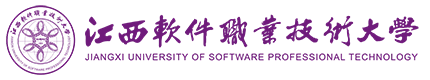 江西軟件職業技術大學
JIANGXI UNIVERSITY OF SOFTWARE PROFESSIONAL TECHNOLOGY